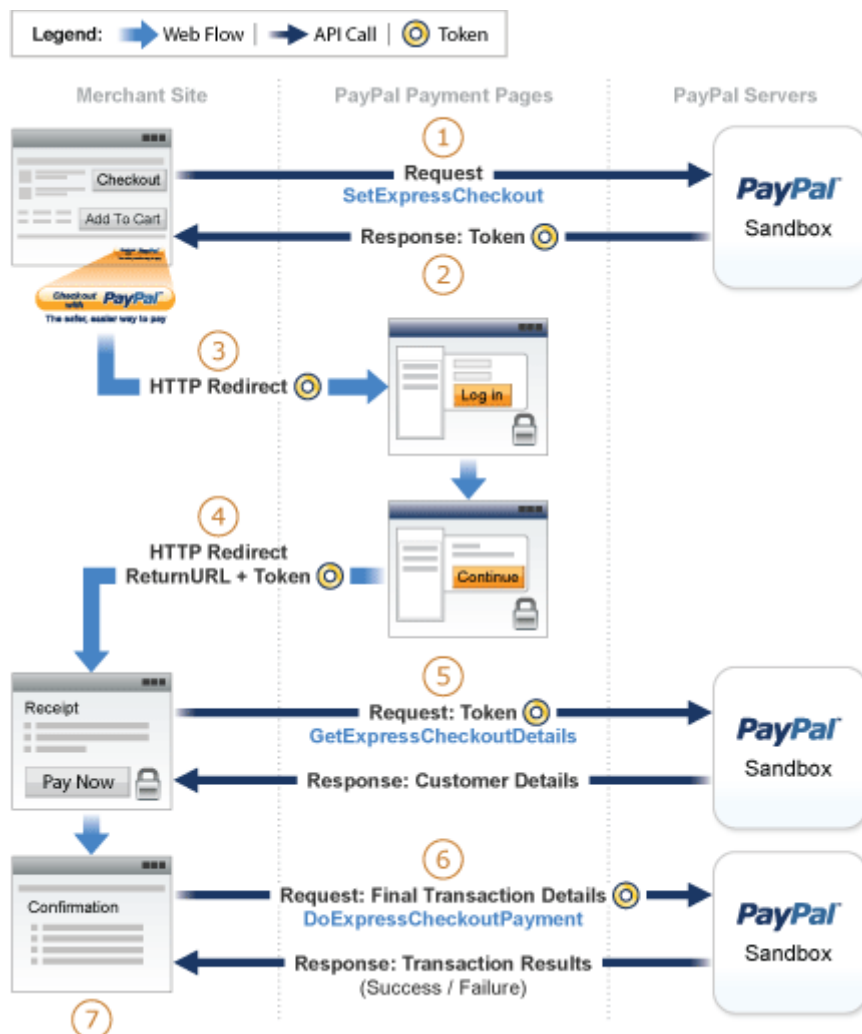 Legend: Web Flow | API Call | Token
Merchant Site PayPal Payment Pages PayPal Servers
1
Checkout
Request
SetExpressCheckout
PayPal
Sandbox
Add To Cart
Response: Token
2
Checkout with PayPal
The safer, easier way to pay
3
HTTP Redirect
Log in
4
HTTP Redirect
ReturnURL + Token
Continue
5
Receipt
Request: Token
GetExpressCheckoutDetails
PayPal
Sandbox
Pay Now
Response: Customer Details
6
Request: Final Transaction Details
DoExpressCheckoutPayment
Confirmation
PayPal
Sandbox
Response: Transaction Results
(Success / Failure)
7